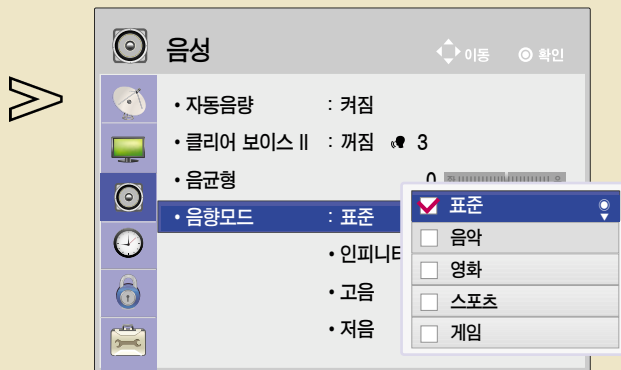 음성 이동 확인
• 자동음량 : 켜짐
• 클리어 보이스 II : 꺼짐 3
• 음균형 0 좌 우
• 음향모드 : 표준
• 인피니
• 고음
• 저음
표준
음악
영화
스포츠
게임